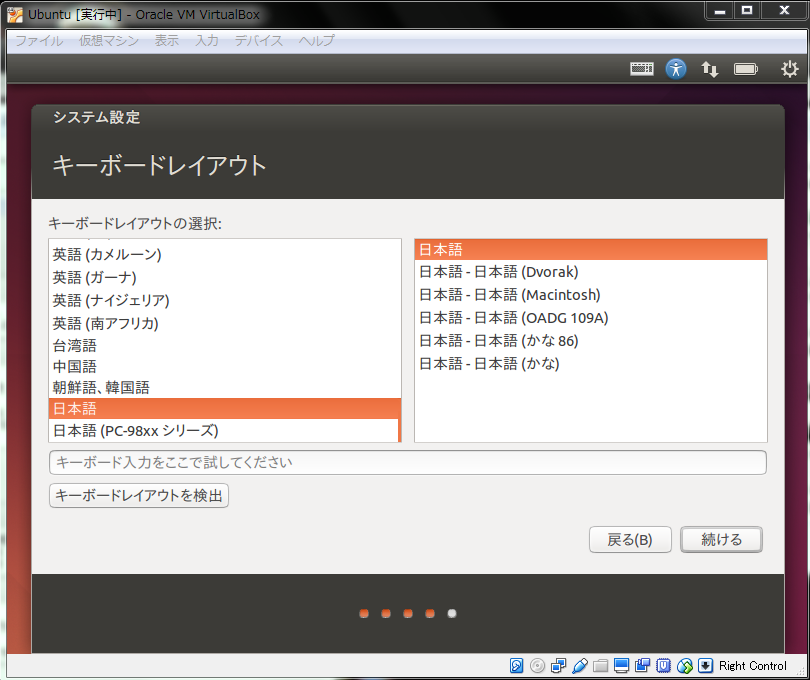 Ubuntu [実行中] - Oracle VM VirtualBox
ファイル 仮想マシン 表示 入力 デバイス ヘルプ
システム設定
キーボードレイアウト
キーボードレイアウトの選択:
英語 (カメルーン)
英語 (ガーナ)
英語 (ナイジェリア)
英語 (南アフリカ)
台湾語
中国語
朝鮮語、韓国語
日本語
日本語 (PC-98xx シリーズ)
日本語
日本語 - 日本語 (Dvorak)
日本語 - 日本語 (Macintosh)
日本語 - 日本語 (OADG 109A)
日本語 - 日本語 (かな 86)
日本語 - 日本語 (かな)
キーボード入力をここで試してください
キーボードレイアウトを検出
戻る(B) 続ける
Right Control